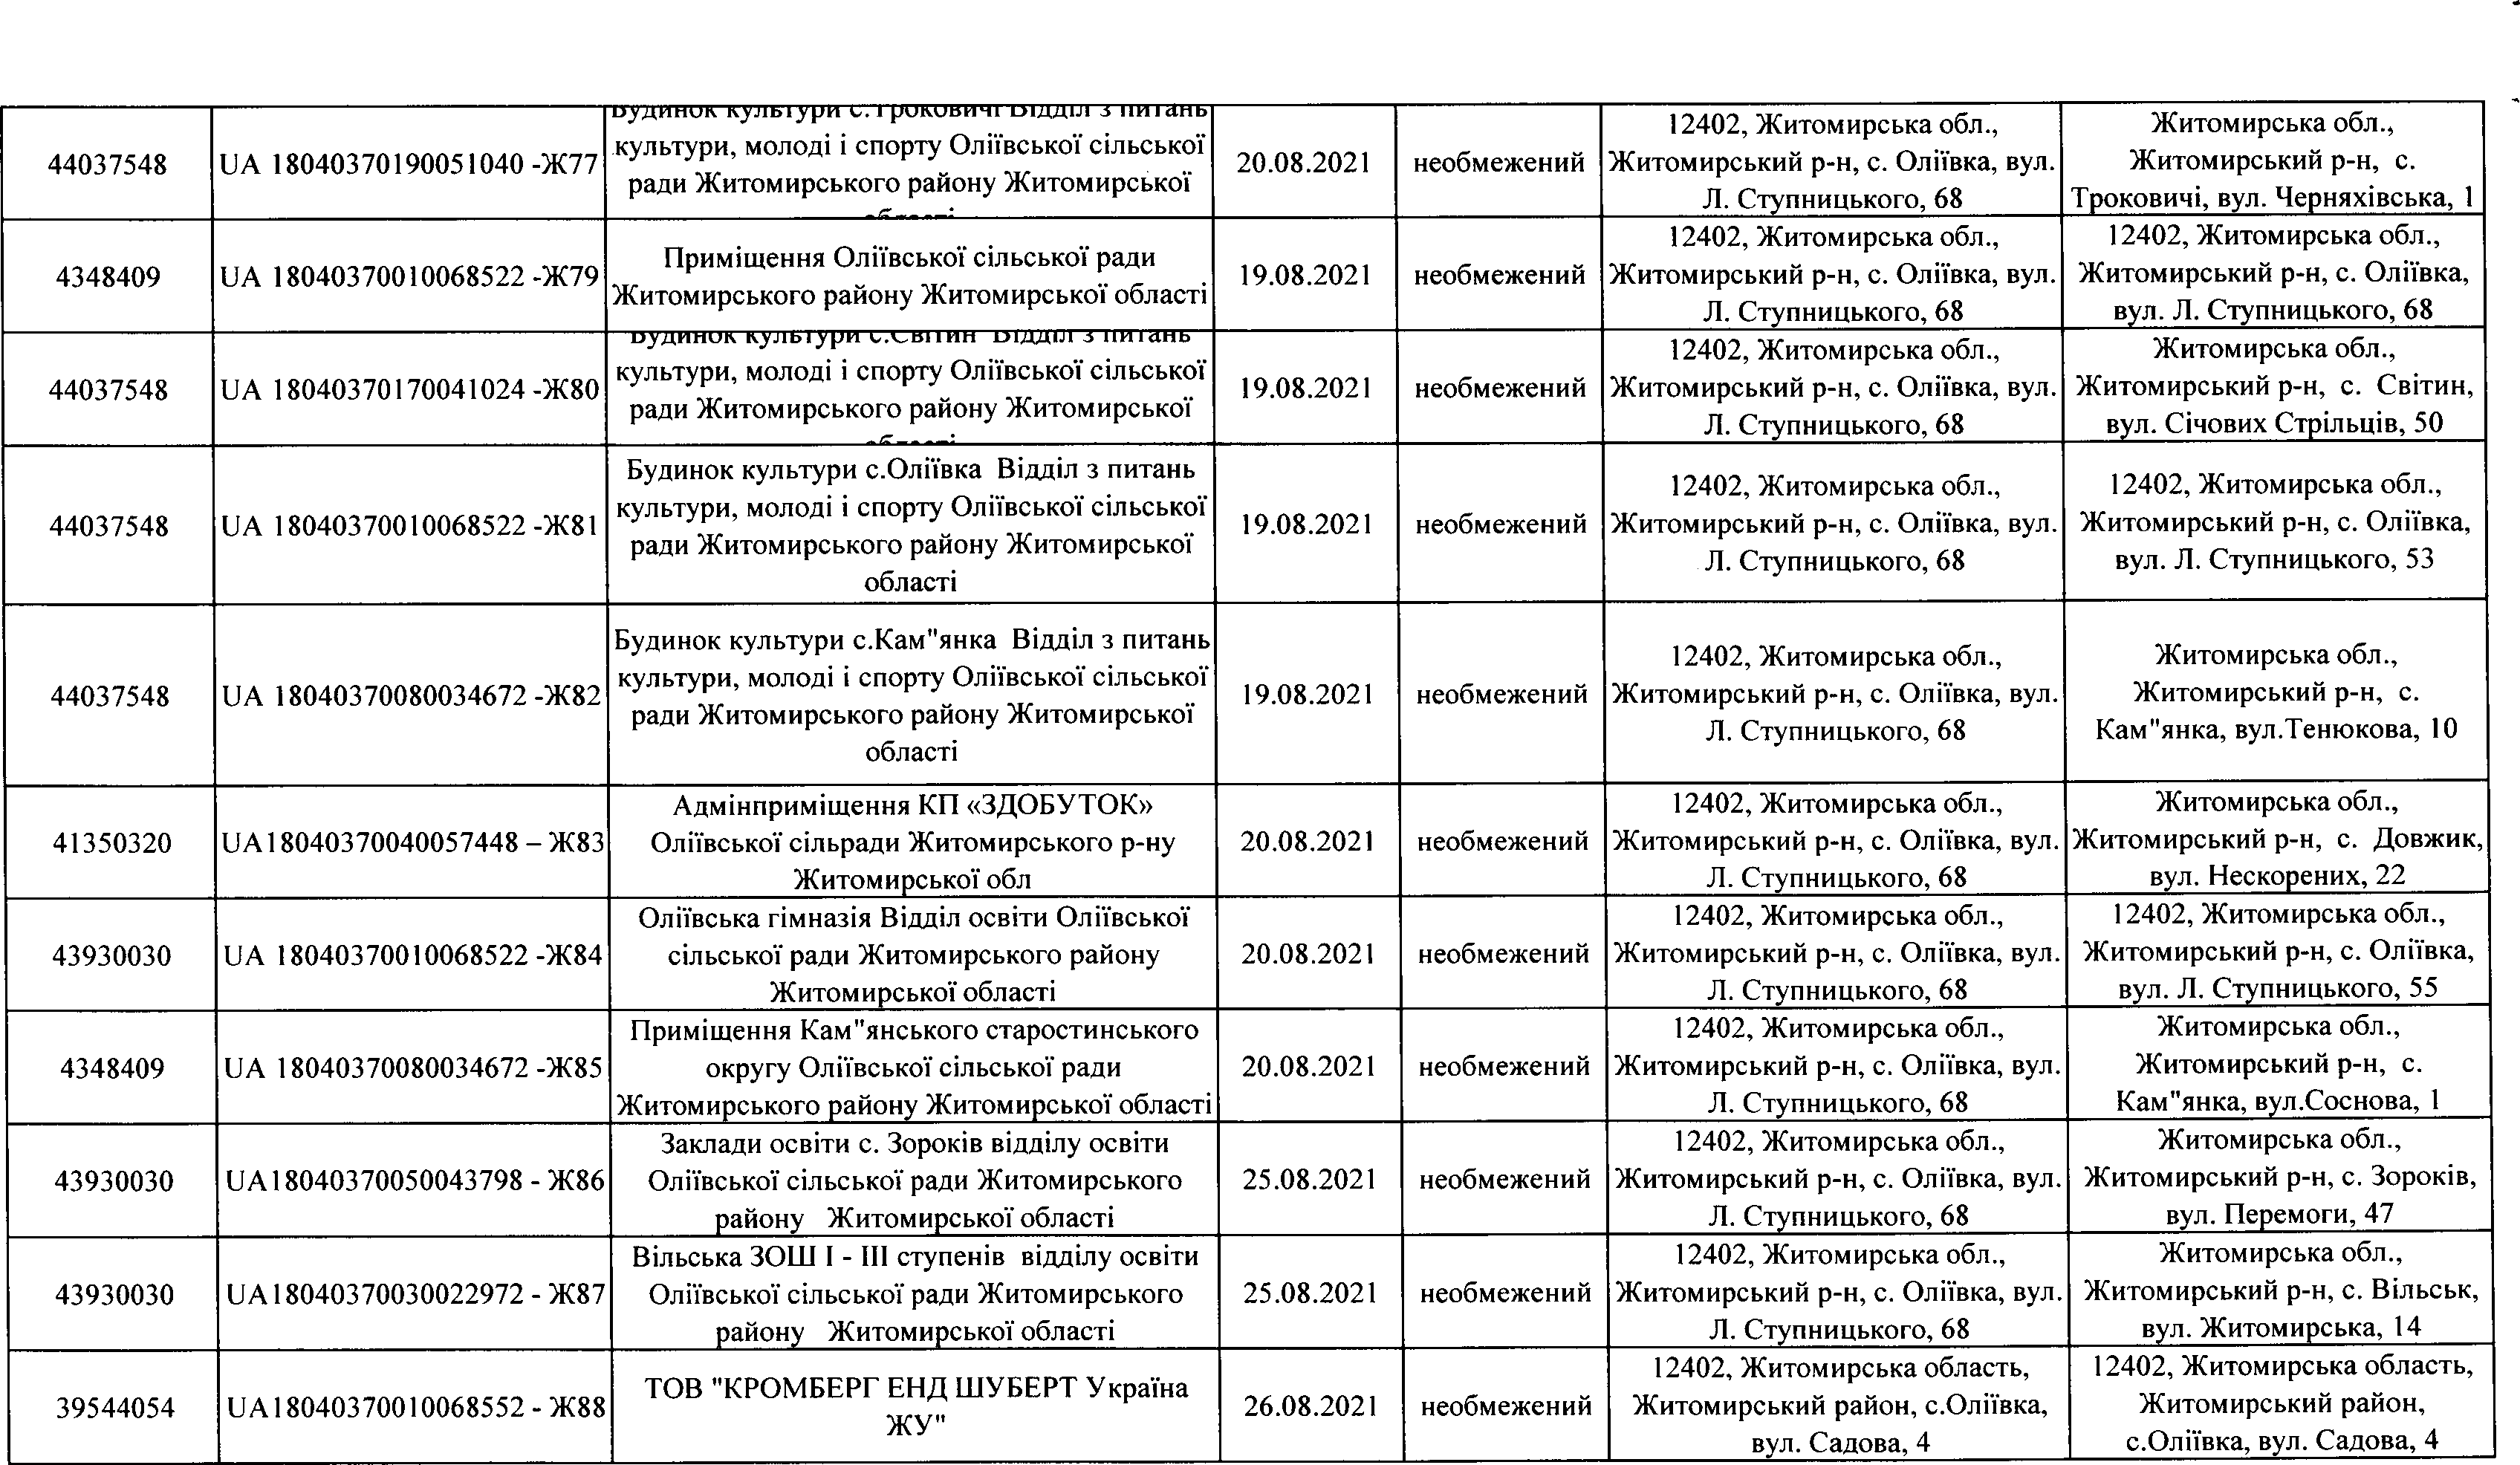 44037548
UA 18040370190051040 -Ж77
Будинок культури с.Троковичі Відділ з питань
культури, молоді і спорту Оліївської сільської
ради Житомирського району Житомирської
області
20.08.2021
необмежений
12402, Житомирська обл.,
Житомирський р-н, с. Оліївка, вул.
Л. Ступницького, 68
Житомирська обл.,
Житомирський р-н, с.
Троковичі, вул. Черняхівська, 1
4348409
UA 18040370010068522 -Ж79
Приміщення Оліївської сільської ради
Житомирського району Житомирської області
19.08.2021
необмежений
12402, Житомирська обл.,
Житомирський р-н, с. Оліївка, вул.
Л. Ступницького, 68
12402, Житомирська обл.,
Житомирський р-н, с. Оліївка,
вул. Л. Ступницького, 68
44037548
UA 18040370170041024 -Ж80
Будинок культури с.Світин Відділ з питань
культури, молоді і спорту Оліївської сільської
ради Житомирського району Житомирської
області
19.08.2021
необмежений
12402, Житомирська обл.,
Житомирський р-н, с. Оліївка, вул.
Л. Ступницького, 68
Житомирська обл.,
Житомирський р-н, с. Світин,
вул. Січових Стрільців, 50
44037548
UA 18040370010068522 -Ж81
Будинок культури с.Оліївка Відділ з питань
культури, молоді і спорту Оліївської сільської
ради Житомирського району Житомирської
області
19.08.2021
необмежений
12402, Житомирська обл.,
Житомирський р-н, с. Оліївка, вул.
Л. Ступницького, 68
12402, Житомирська обл.,
Житомирський р-н, с. Оліївка,
вул. Л. Ступницького, 53
44037548
UA 18040370080034672 -Ж82
Будинок культури с.Кам"янка Відділ з питань
культури, молоді і спорту Оліївської сільської
ради Житомирського району Житомирської
області
19.08.2021
необмежений
12402, Житомирська обл.,
Житомирський р-н, с. Оліївка, вул.
Л. Ступницького, 68
Житомирська обл.,
Житомирський р-н, с.
Кам"янка, вул.Тенюкова, 10
41350320
UA18040370040057448 – Ж83
Адмінприміщення КП «ЗДОБУТОК»
Оліївської сільради Житомирського р-ну
Житомирської обл
20.08.2021
необмежений
12402, Житомирська обл.,
Житомирський р-н, с. Оліївка, вул.
Л. Ступницького, 68
Житомирська обл.,
Житомирський р-н, с. Довжик,
вул. Нескорених, 22
43930030
UA 18040370010068522 -Ж84
Оліївська гімназія Відділ освіти Оліївської
сільської ради Житомирського району
Житомирської області
20.08.2021
необмежений
12402, Житомирська обл.,
Житомирський р-н, с. Оліївка, вул.
Л. Ступницького, 68
12402, Житомирська обл.,
Житомирський р-н, с. Оліївка,
вул. Л. Ступницького, 55
4348409
UA 18040370080034672 -Ж85
Приміщення Кам"янського старостинського
округу Оліївської сільської ради
Житомирського району Житомирської області
20.08.2021
необмежений
12402, Житомирська обл.,
Житомирський р-н, с. Оліївка, вул.
Л. Ступницького, 68
Житомирська обл.,
Житомирський р-н, с.
Кам"янка, вул.Соснова, 1
43930030
UA18040370050043798 - Ж86
Заклади освіти с. Зороків відділу освіти
Оліївської сільської ради Житомирського
району Житомирської області
25.08.2021
необмежений
12402, Житомирська обл.,
Житомирський р-н, с. Оліївка, вул.
Л. Ступницького, 68
Житомирська обл.,
Житомирський р-н, с. Зороків,
вул. Перемоги, 47
43930030
UA18040370030022972 - Ж87
Вільська ЗОШ І - ІІІ ступенів відділу освіти
Оліївської сільської ради Житомирського
району Житомирської області
25.08.2021
необмежений
12402, Житомирська обл.,
Житомирський р-н, с. Оліївка, вул.
Л. Ступницького, 68
Житомирська обл.,
Житомирський р-н, с. Вільськ,
вул. Житомирська, 14
39544054
UA18040370010068552 - Ж88
ТОВ "КРОМБЕРГ ЕНД ШУБЕРТ Україна
ЖУ"
26.08.2021
необмежений
12402, Житомирська область,
Житомирський район, с.Оліївка,
вул. Садова, 4
12402, Житомирська область,
Житомирський район,
с.Оліївка, вул. Садова, 4